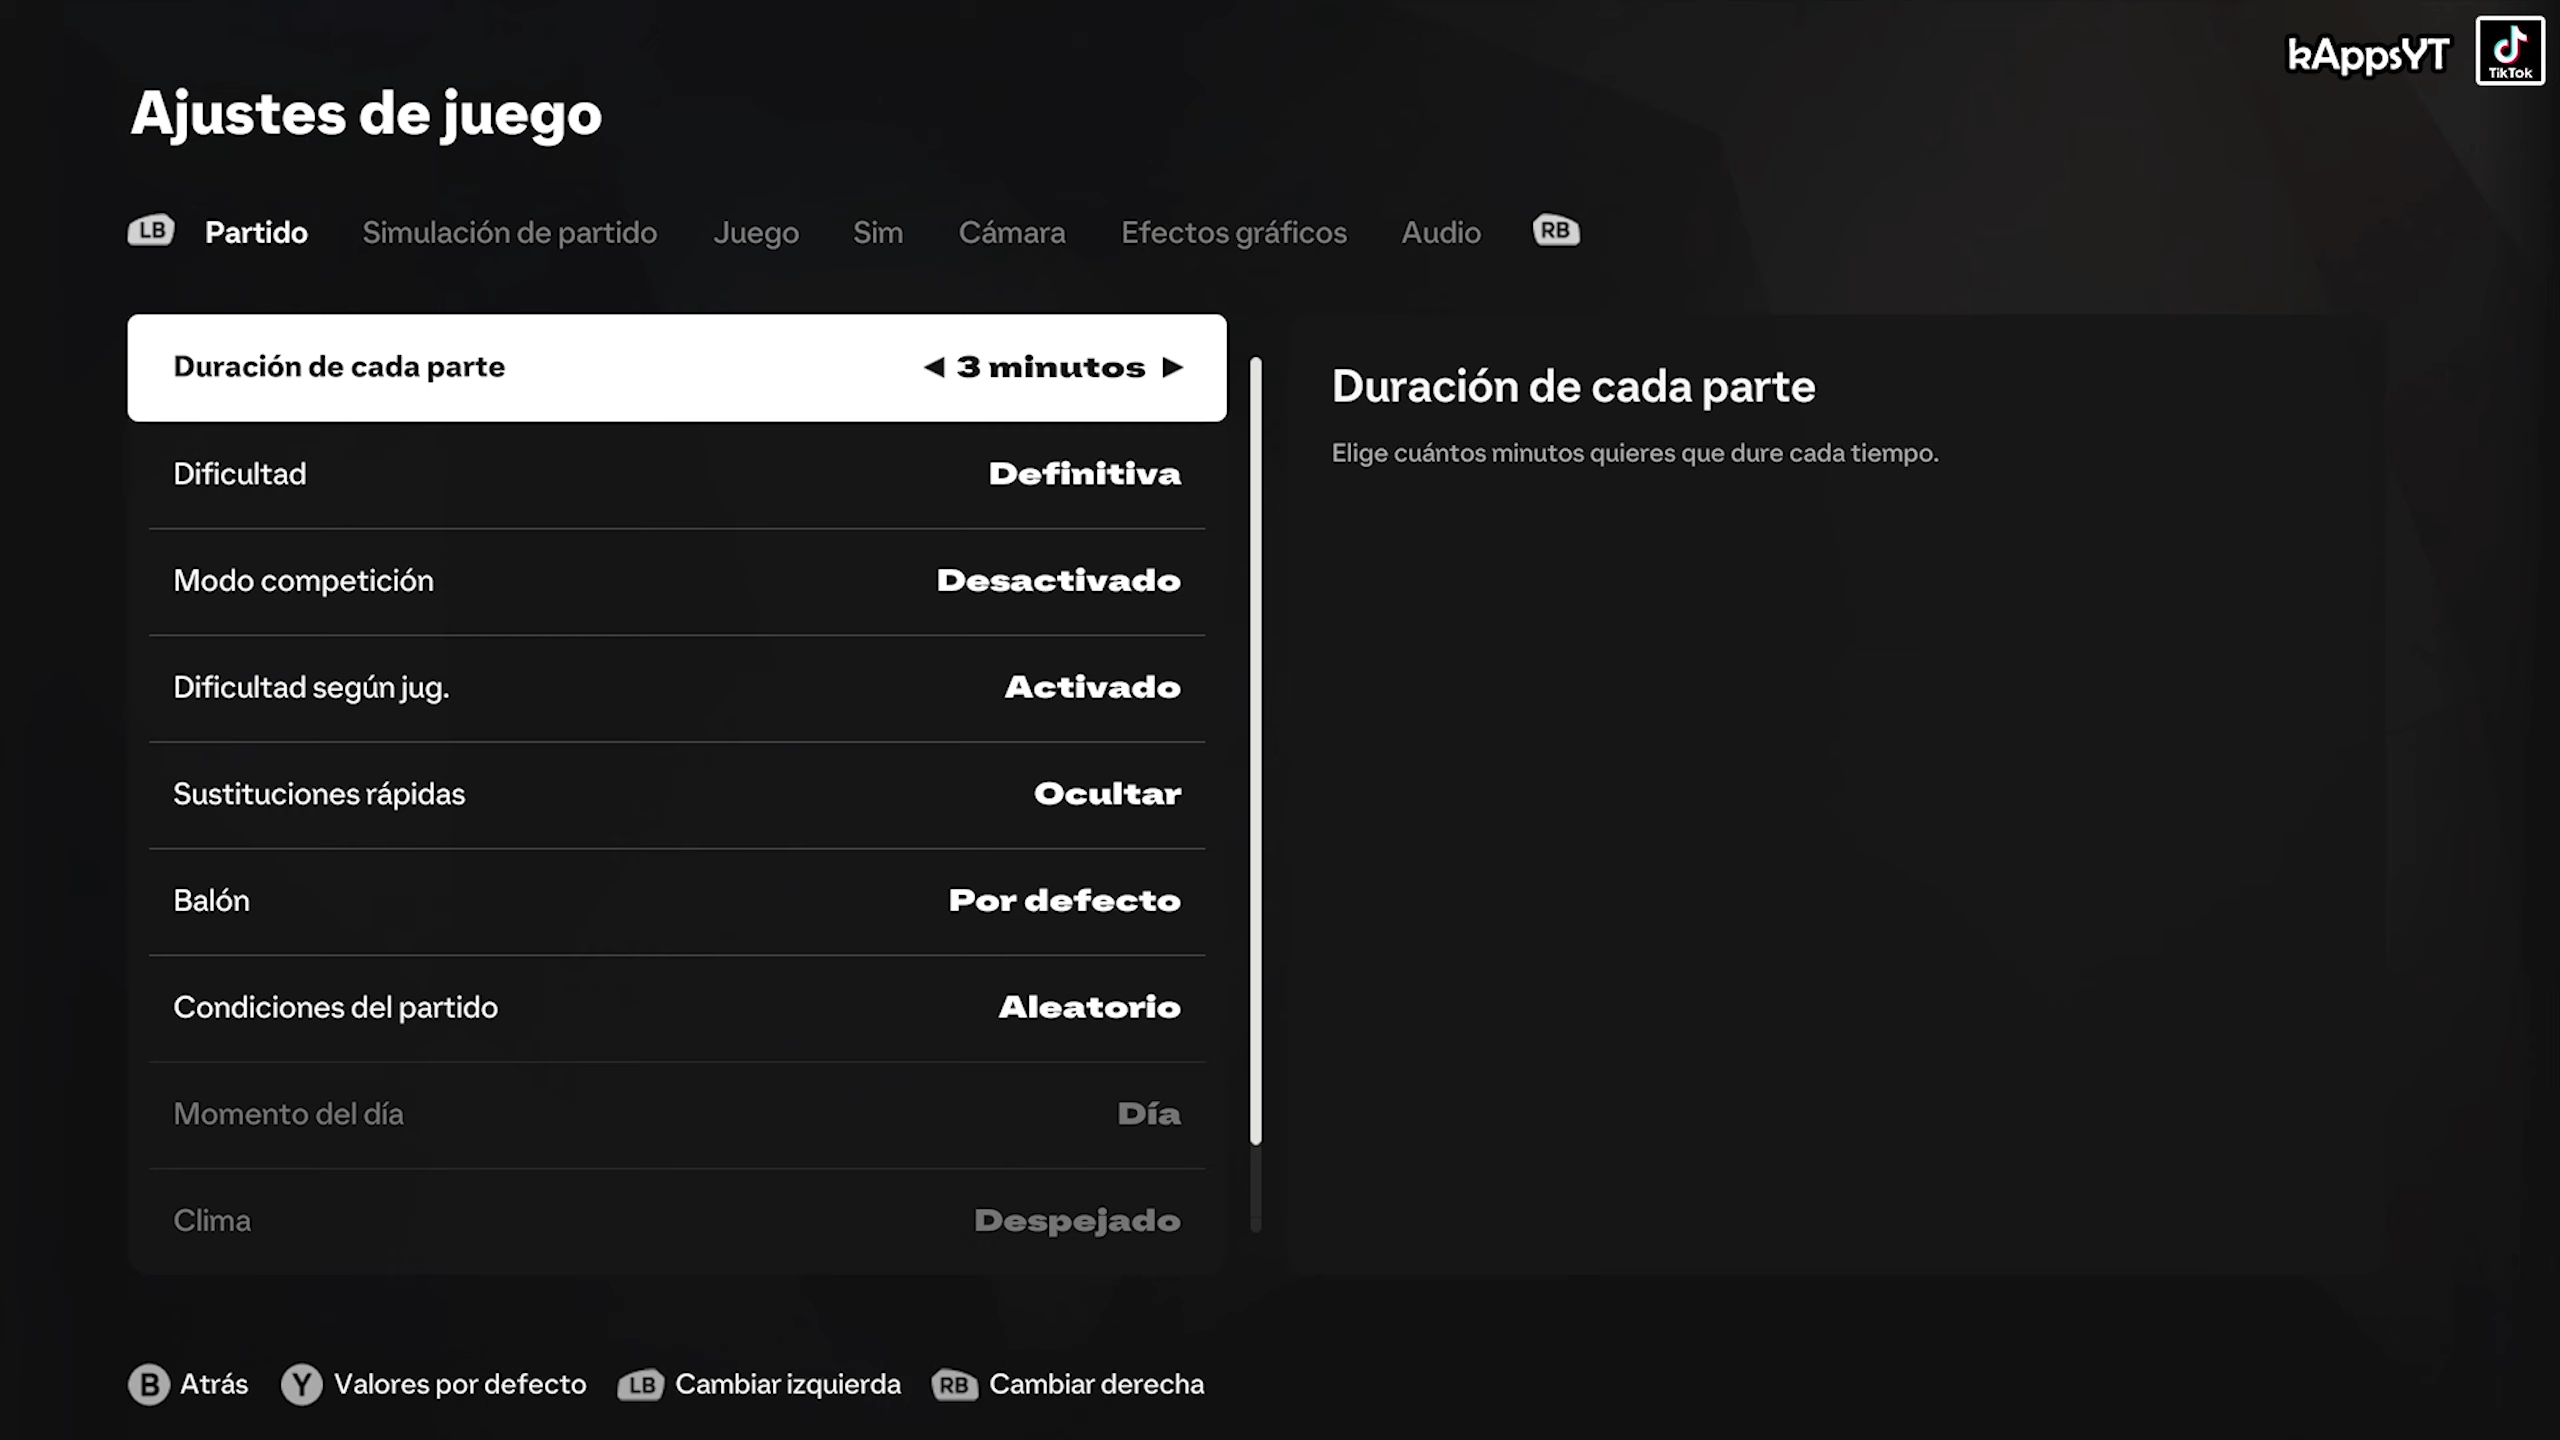 kAppsYT
TikTok
Ajustes de juego
LB Partido Simulación de partido Juego Sim Cámara Efectos gráficos Audio RB
Duración de cada parte 3 minutos
Dificultad Definitiva
Modo competición Desactivado
Dificultad según jug. Activado
Sustituciones rápidas Ocultar
Balón Por defecto
Condiciones del partido Aleatorio
Momento del día Día
Clima Despejado
Duración de cada parte
Elige cuántos minutos quieres que dure cada tiempo.
B Atrás Y Valores por defecto LB Cambiar izquierda RB Cambiar derecha